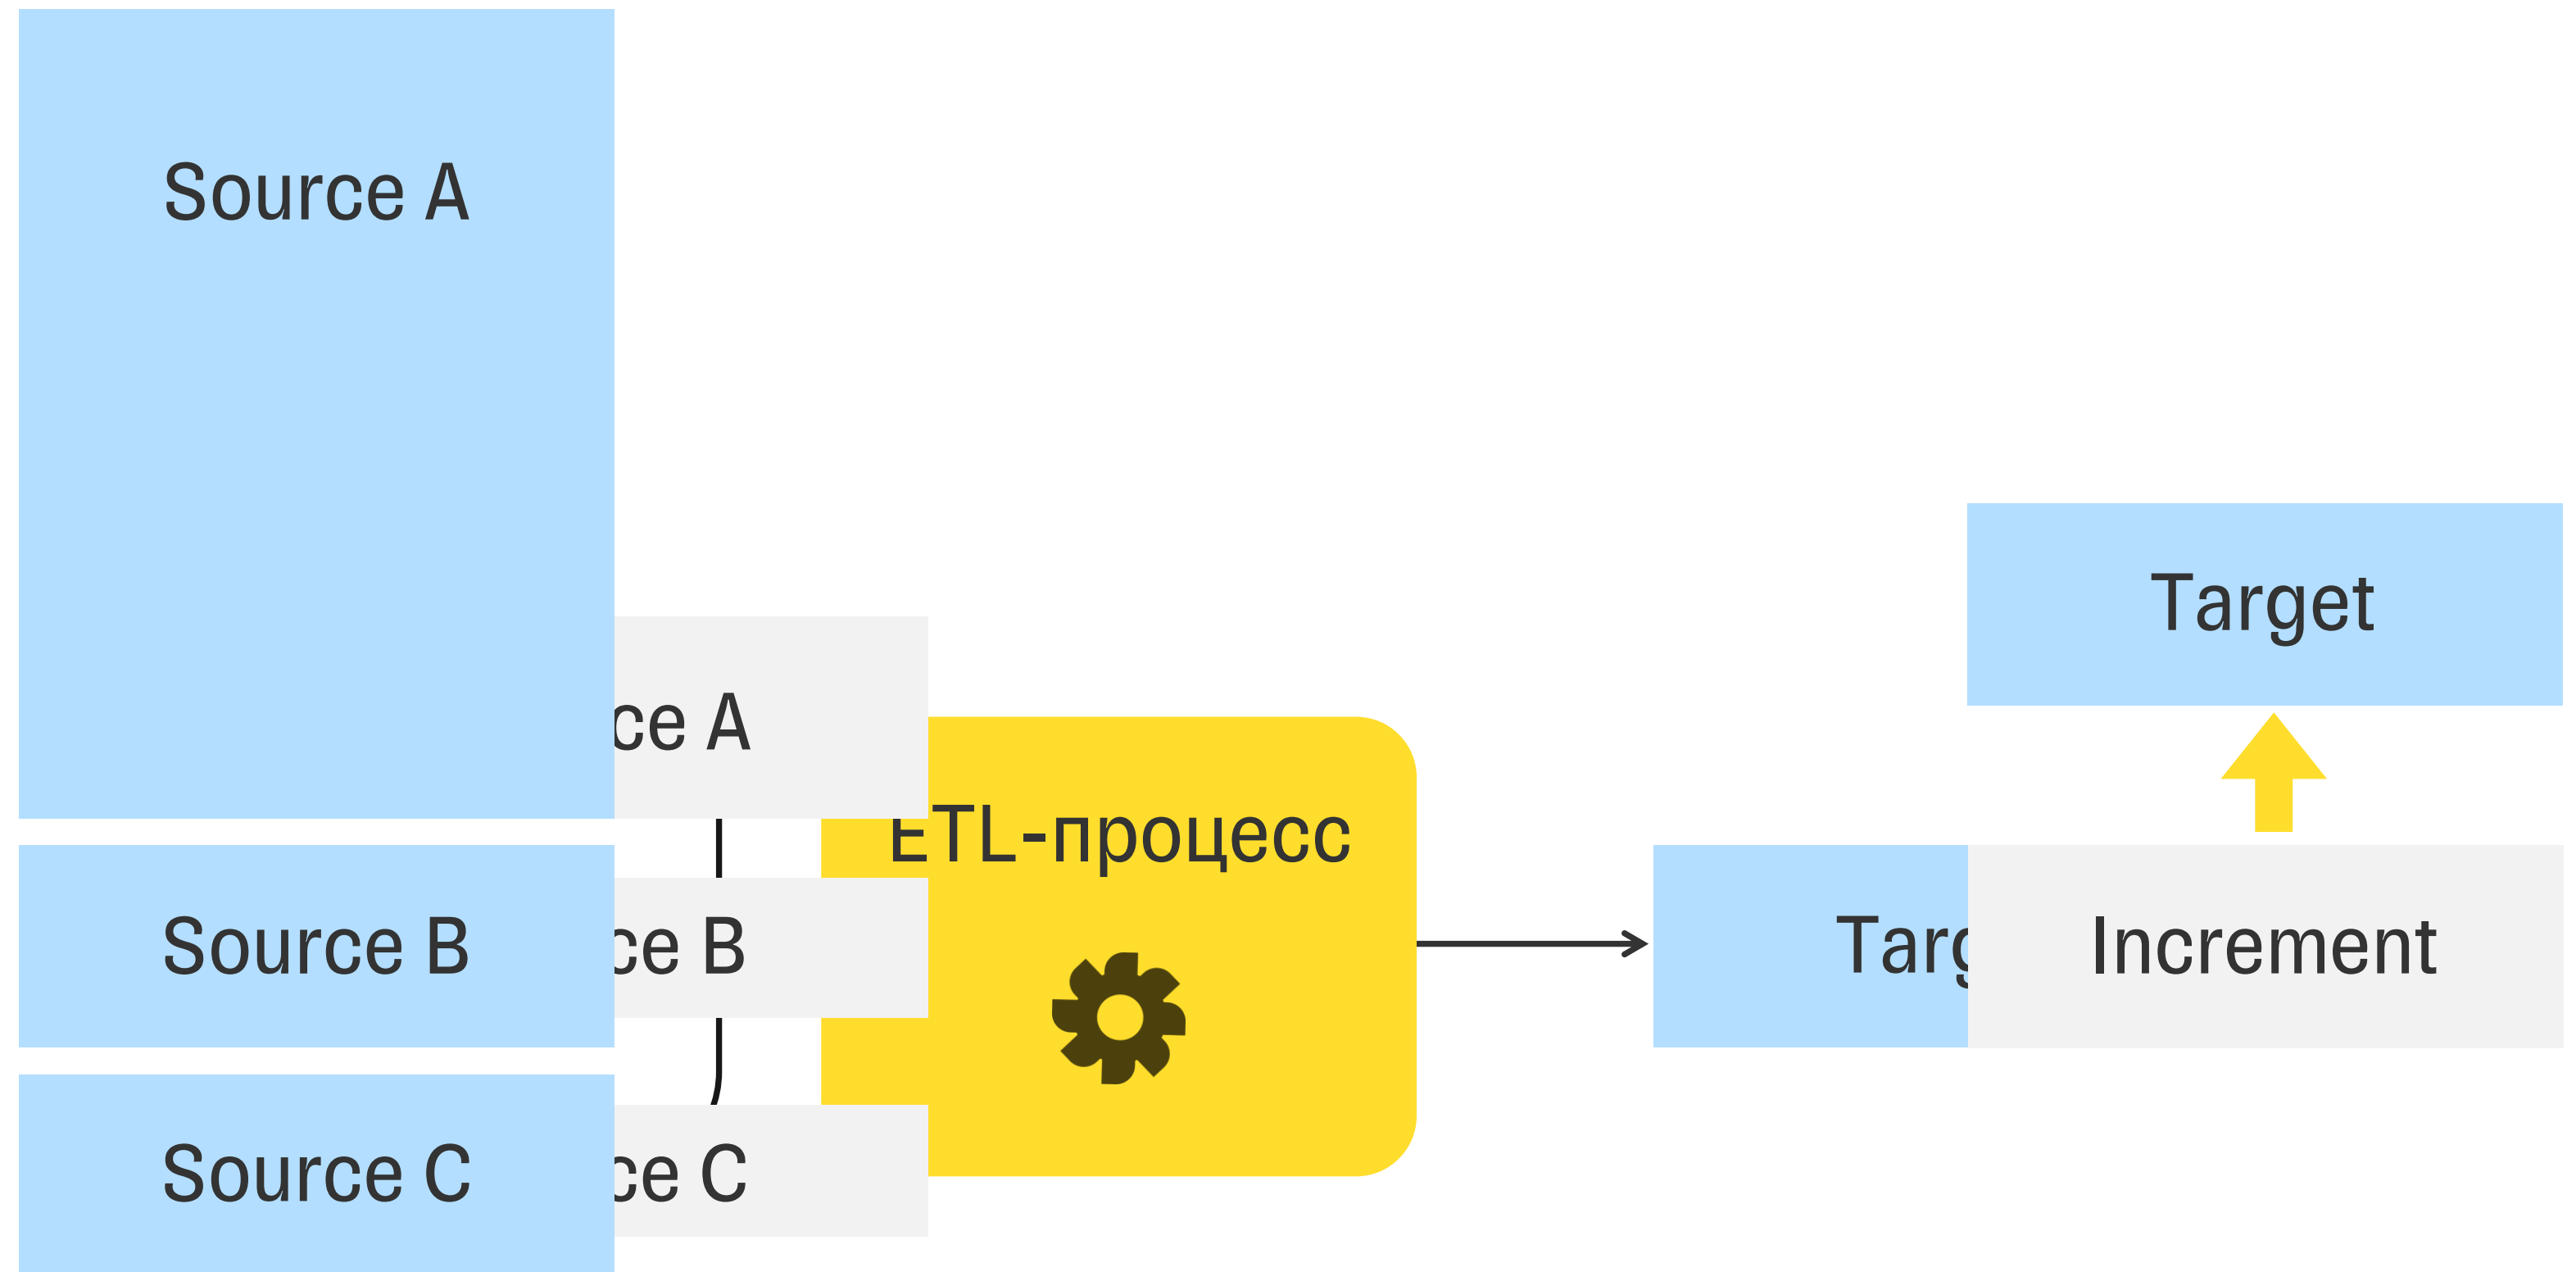 Source A
ce A
ETL-процесс
Source B
ce B
Source C
ce C
Target
Targ
Increment